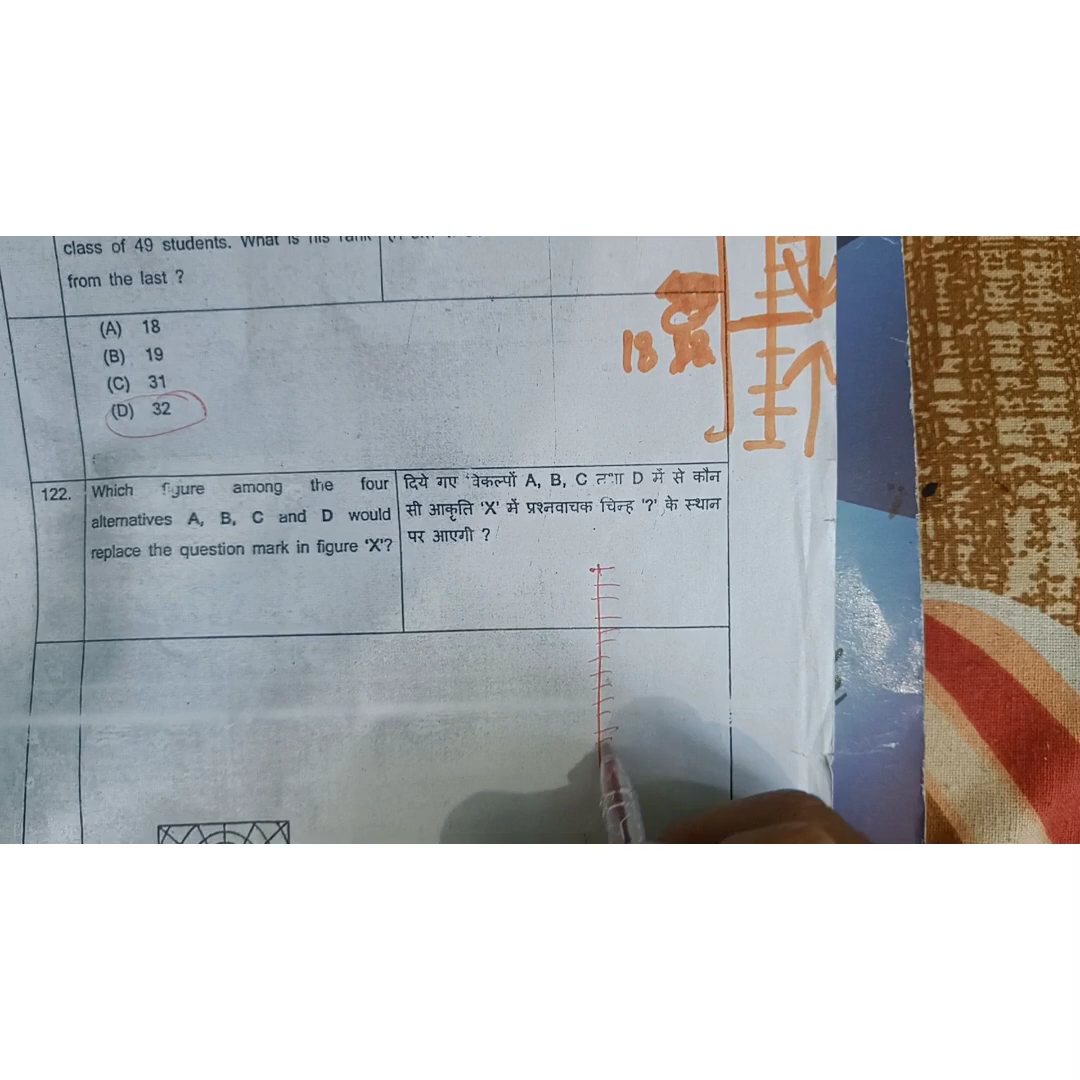 class of 49 students. What is his rank
from the last ?
(A) 18
(B) 19
(C) 31
(D) 32
18
122.
Which figure among the four
alternatives A, B, C and D would
replace the question mark in figure 'X'?
दिये गए विकल्पों A, B, C तथा D में से कौन
सी आकृति 'X' में प्रश्नवाचक चिन्ह '?' के स्थान
पर आएगी ?